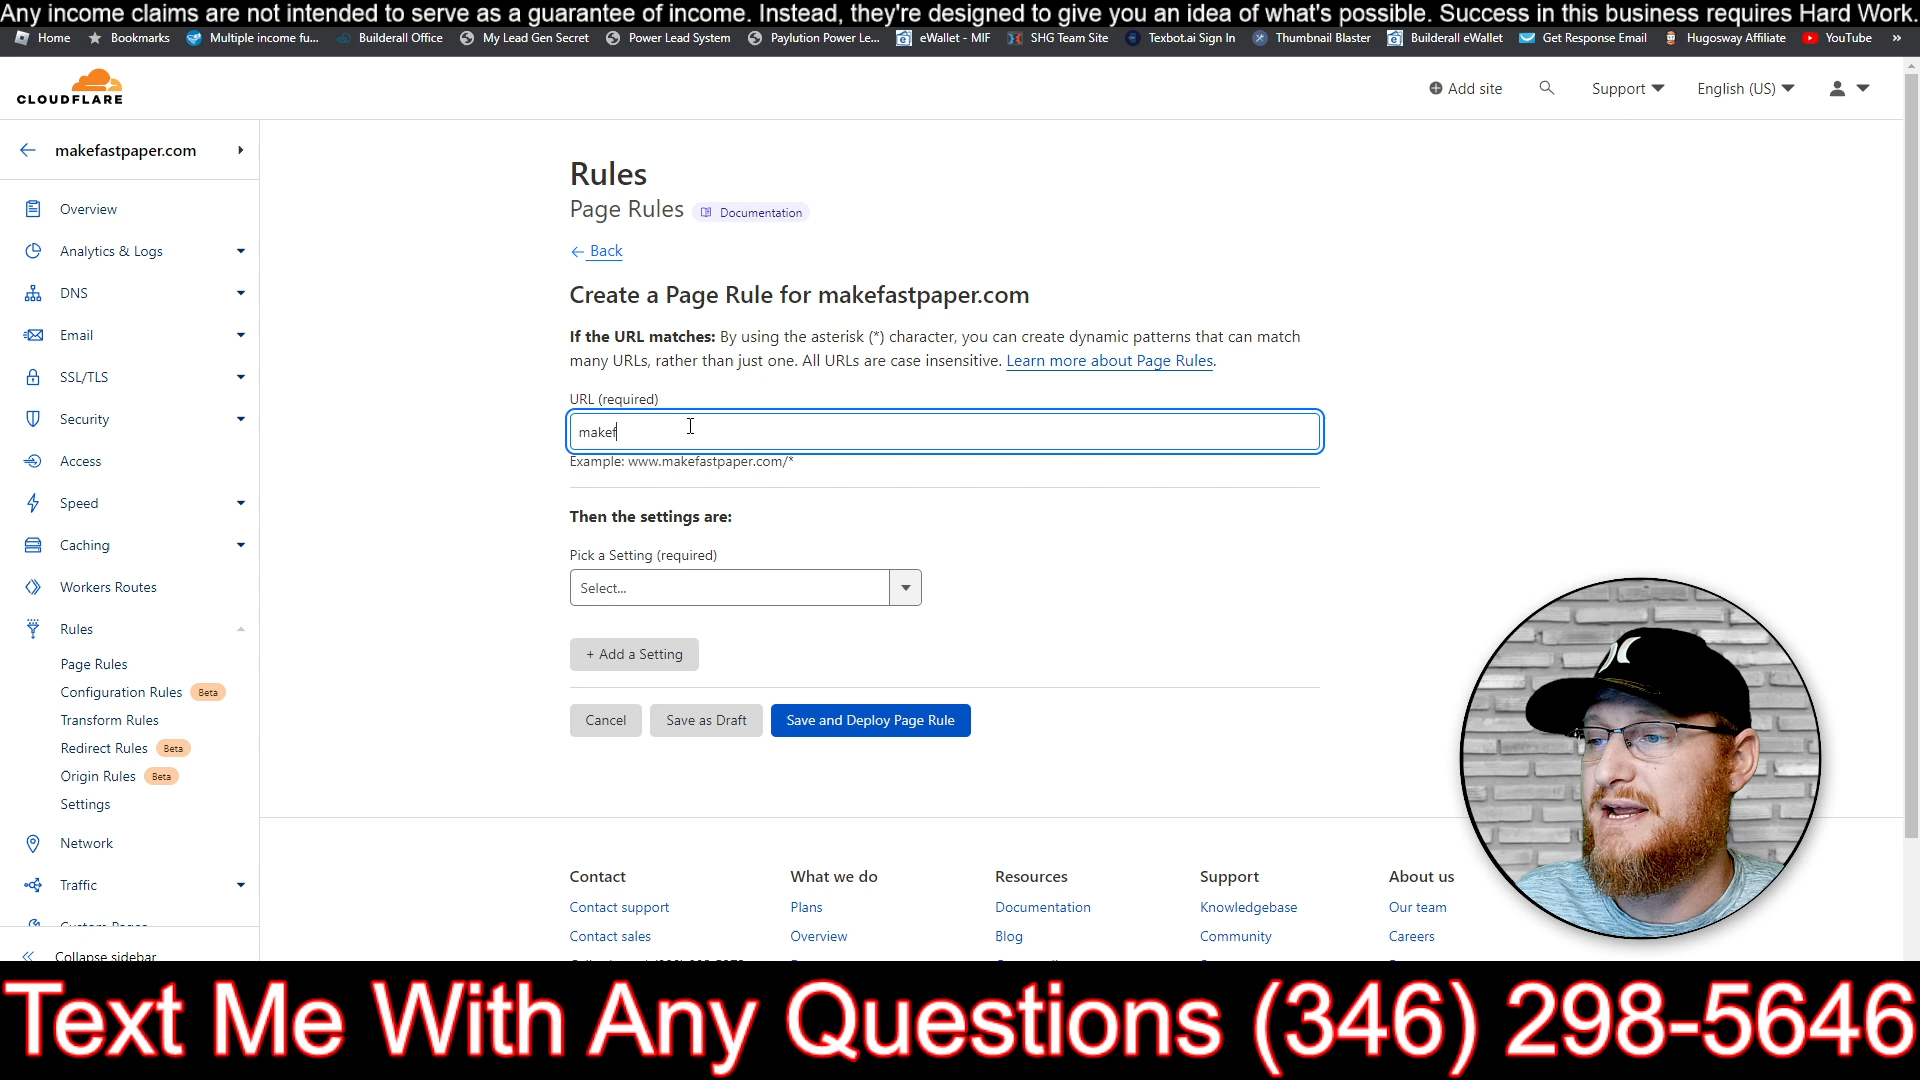 Any income claims are not intended to serve as a guarantee of income. Instead, they're designed to give you an idea of what's possible. Success in this business requires Hard Work.
Home Bookmarks Multiple income fu... Builderall Office My Lead Gen Secret Power Lead System Paylution Power Le... eWallet - MIF SHG Team Site Texbot.ai Sign In Thumbnail Blaster Builderall eWallet Get Response Email Hugosway Affiliate YouTube »
CLOUDFLARE
Add site
Support
English (US)
makefastpaper.com
Overview
Analytics & Logs
DNS
Email
SSL/TLS
Security
Access
Speed
Caching
Workers Routes
Rules
Page Rules
Configuration Rules Beta
Transform Rules
Redirect Rules Beta
Origin Rules Beta
Settings
Network
Traffic
Custom Pages
Collapse sidebar
Rules
Page Rules Documentation
← Back
Create a Page Rule for makefastpaper.com
If the URL matches: By using the asterisk (*) character, you can create dynamic patterns that can match
many URLs, rather than just one. All URLs are case insensitive. Learn more about Page Rules.
URL (required)
makef
Example: www.makefastpaper.com/*
Then the settings are:
Pick a Setting (required)
Select...
+ Add a Setting
Cancel Save as Draft Save and Deploy Page Rule
Contact What we do Resources Support About us
Contact support Plans Documentation Knowledgebase Our team
Contact sales Overview Blog Community Careers
Text Me With Any Questions (346) 298-5646